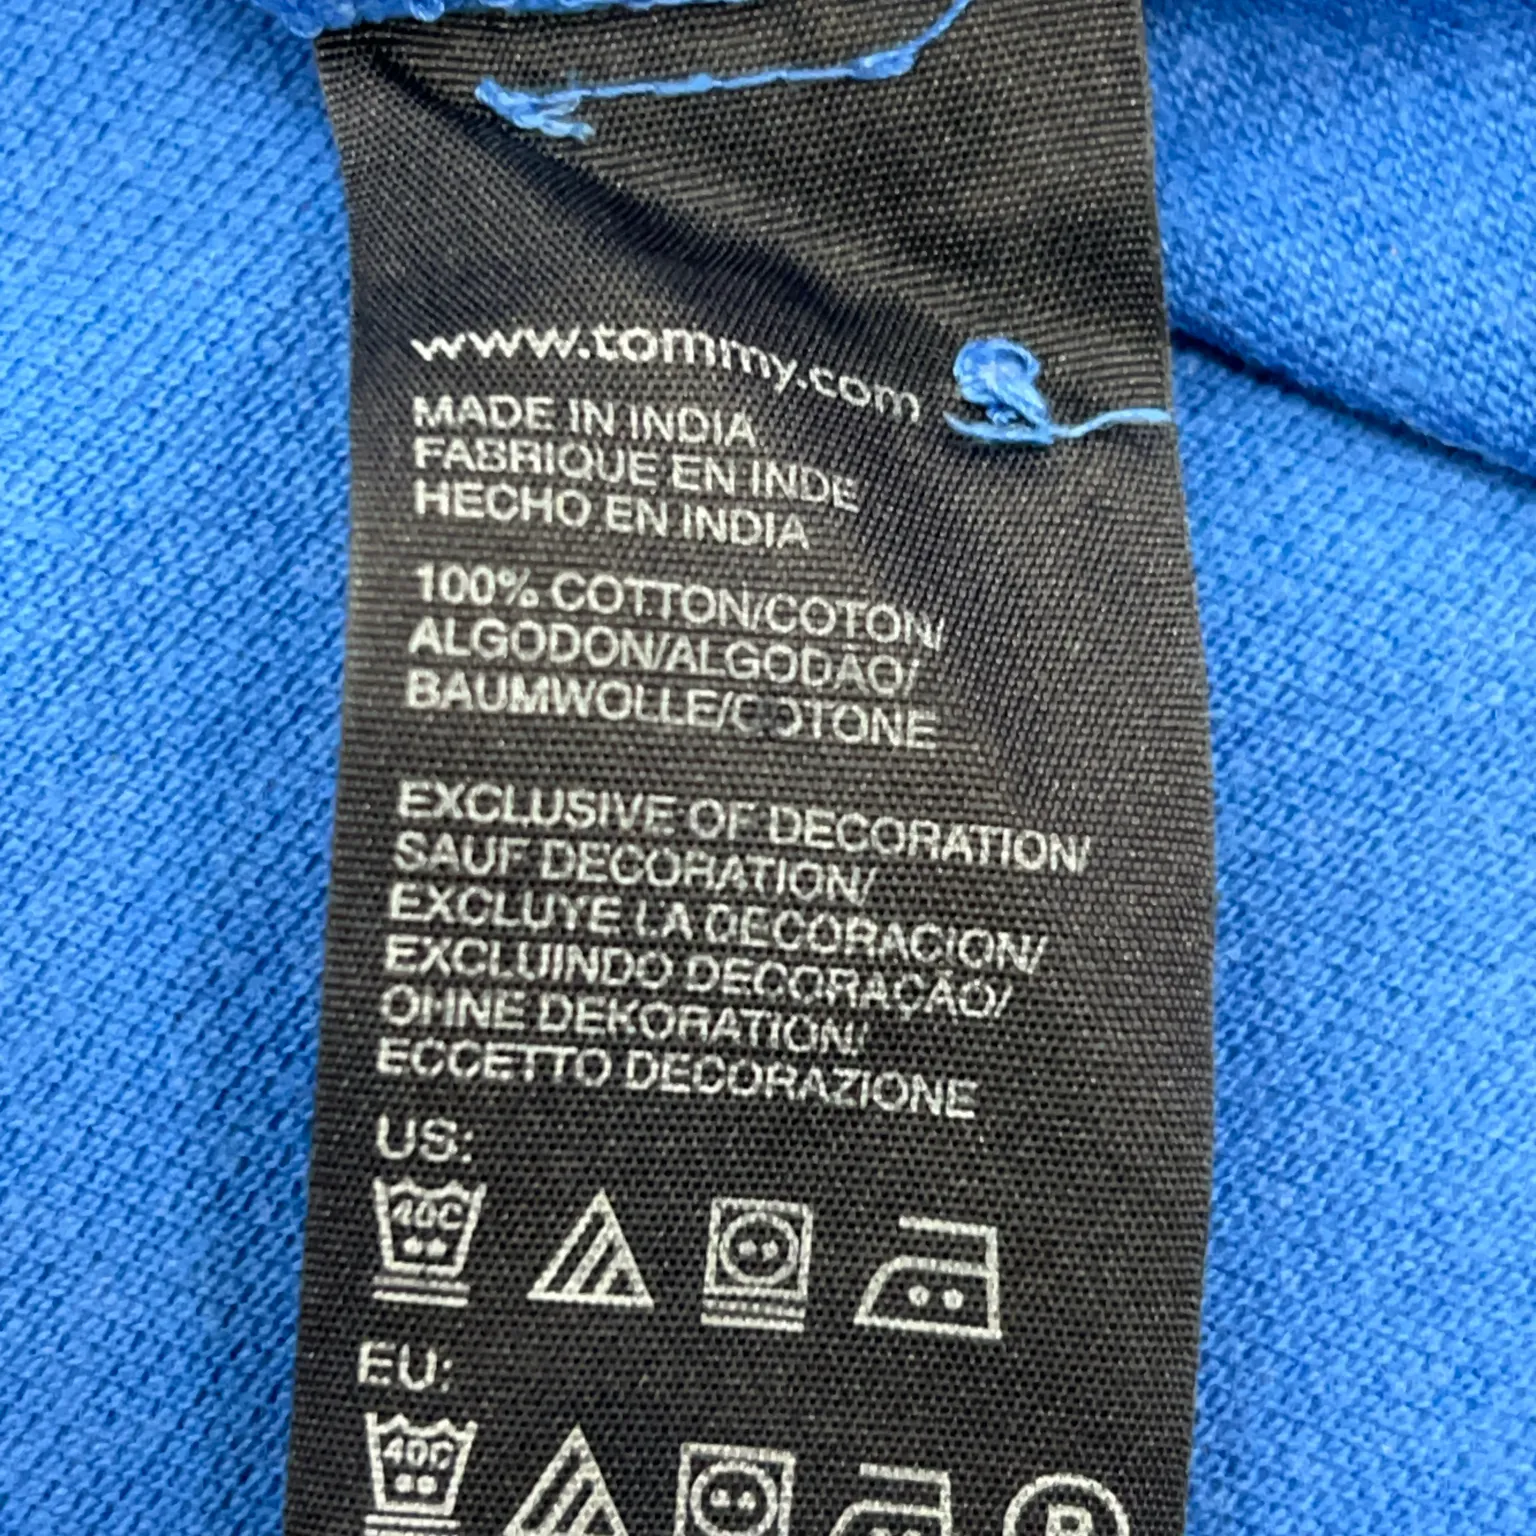 www.tommy.com
MADE IN INDIA
FABRIQUE EN INDE
HECHO EN INDIA
100% COTTON/COTON/
ALGODON/ALGODÃO/
BAUMWOLLE/COTONE
EXCLUSIVE OF DECORATION/
SAUF DECORATION/
EXCLUYE LA DECORACION/
EXCLUINDO DECORAÇÃO/
OHNE DEKORATION/
ECCETTO DECORAZIONE
US:
40C
EU:
40C
P